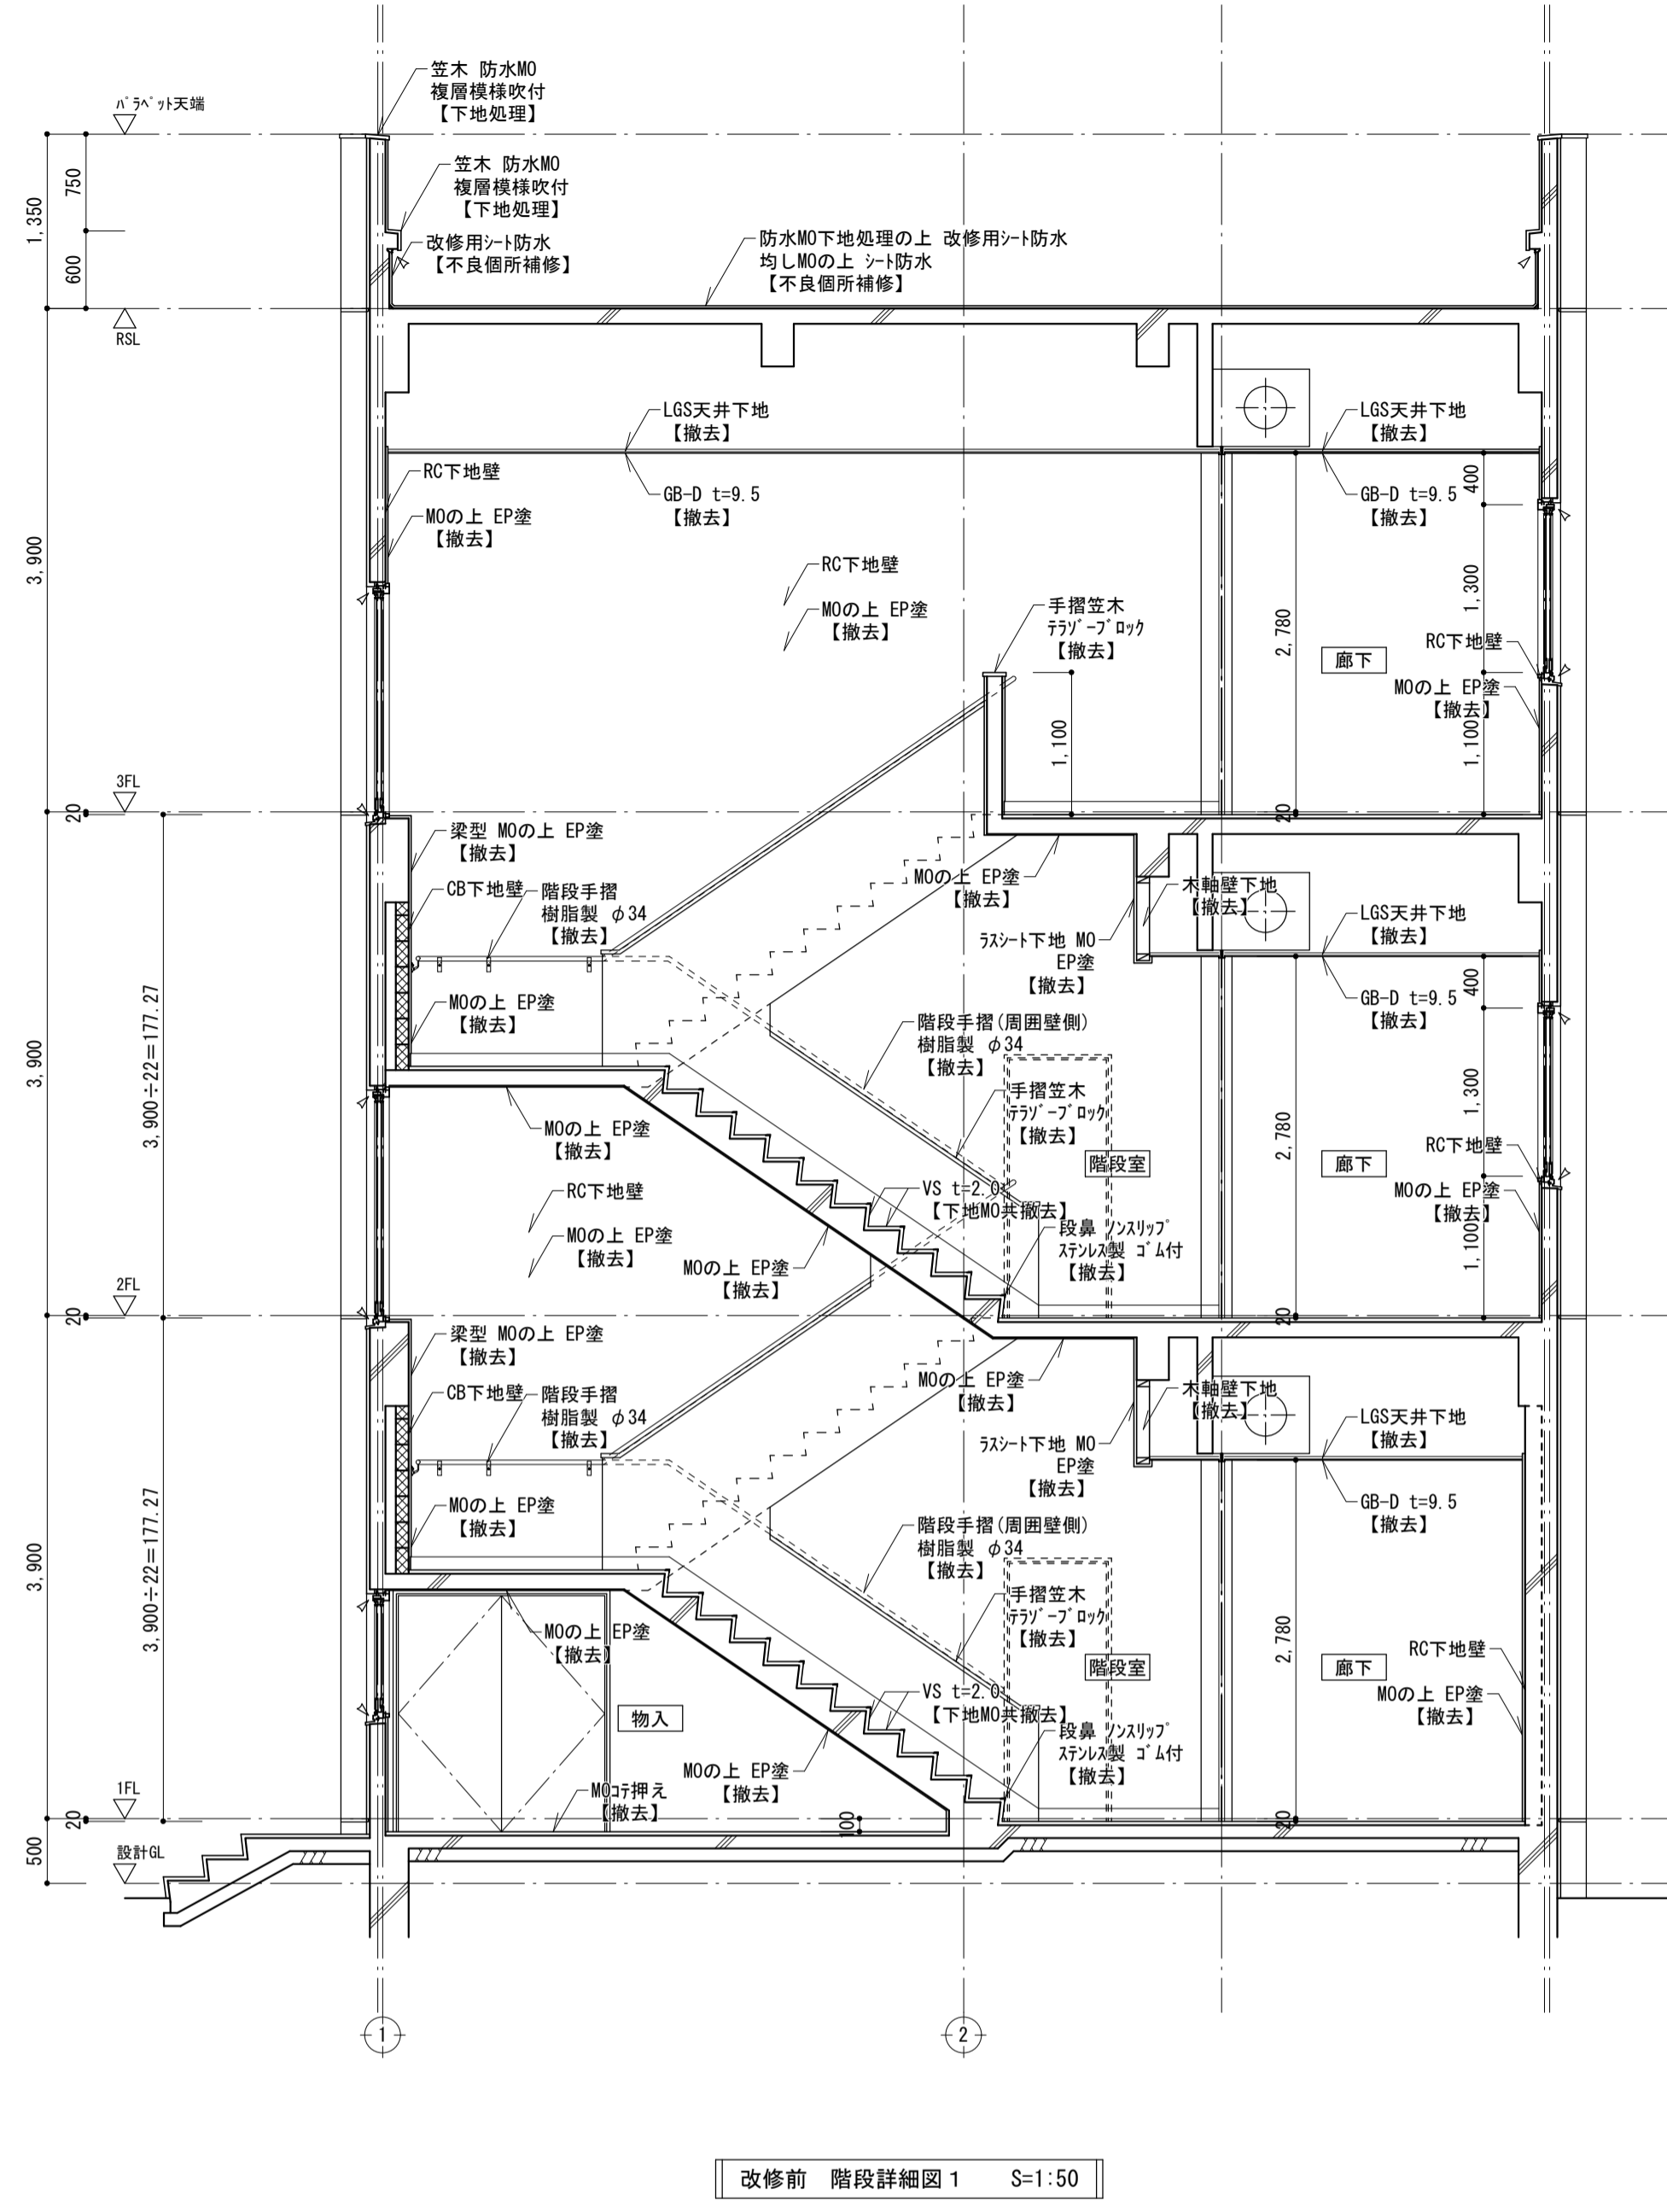 笠木 防水MO
複層模様吹付
【下地処理】
ﾊﾟﾗﾍﾟｯﾄ天端
笠木 防水MO
複層模様吹付
【下地処理】
750
1,350
600
改修用ｼｰﾄ防水
【不良個所補修】
防水MO下地処理の上 改修用ｼｰﾄ防水
均しMOの上 ｼｰﾄ防水
【不良個所補修】
RSL
LGS天井下地
【撤去】
LGS天井下地
【撤去】
RC下地壁
GB-D t=9.5
【撤去】
GB-D t=9.5
【撤去】
400
MOの上 EP塗
【撤去】
3,900
RC下地壁
MOの上 EP塗
【撤去】
手摺笠木
ﾃﾗｿﾞｰﾌﾞﾛｯｸ
【撤去】
2,780
1,300
RC下地壁
廊下
MOの上 EP塗
【撤去】
1,100
1,100
3FL
20
20
梁型 MOの上 EP塗
【撤去】
CB下地壁
階段手摺
樹脂製 φ34
【撤去】
MOの上 EP塗
【撤去】
木軸壁下地
【撤去】
LGS天井下地
【撤去】
ﾗｽｼｰﾄ下地 MO
EP塗
【撤去】
GB-D t=9.5
【撤去】
400
MOの上 EP塗
【撤去】
3,900÷22=177.27
3,900
階段手摺(周囲壁側)
樹脂製 φ34
【撤去】
手摺笠木
ﾃﾗｿﾞｰﾌﾞﾛｯｸ
【撤去】
MOの上 EP塗
【撤去】
階段室
2,780
1,300
RC下地壁
廊下
MOの上 EP塗
【撤去】
1,100
RC下地壁
MOの上 EP塗
【撤去】
VS t=2.0
【下地MO共撤去】
段鼻 ﾉﾝｽﾘｯﾌﾟ
ｽﾃﾝﾚｽ製 ｺﾞﾑ付
【撤去】
MOの上 EP塗
【撤去】
2FL
20
20
梁型 MOの上 EP塗
【撤去】
CB下地壁
階段手摺
樹脂製 φ34
【撤去】
MOの上 EP塗
【撤去】
木軸壁下地
【撤去】
LGS天井下地
【撤去】
ﾗｽｼｰﾄ下地 MO
EP塗
【撤去】
GB-D t=9.5
【撤去】
MOの上 EP塗
【撤去】
3,900÷22=177.27
3,900
階段手摺(周囲壁側)
樹脂製 φ34
【撤去】
手摺笠木
ﾃﾗｿﾞｰﾌﾞﾛｯｸ
【撤去】
MOの上 EP塗
【撤去】
階段室
2,780
RC下地壁
廊下
MOの上 EP塗
【撤去】
物入
VS t=2.0
【下地MO共撤去】
段鼻 ﾉﾝｽﾘｯﾌﾟ
ｽﾃﾝﾚｽ製 ｺﾞﾑ付
【撤去】
MOの上 EP塗
【撤去】
MOｺﾃ押え
【撤去】
1FL
20
100
20
500
設計GL
1
2
改修前 階段詳細図1 S=1:50